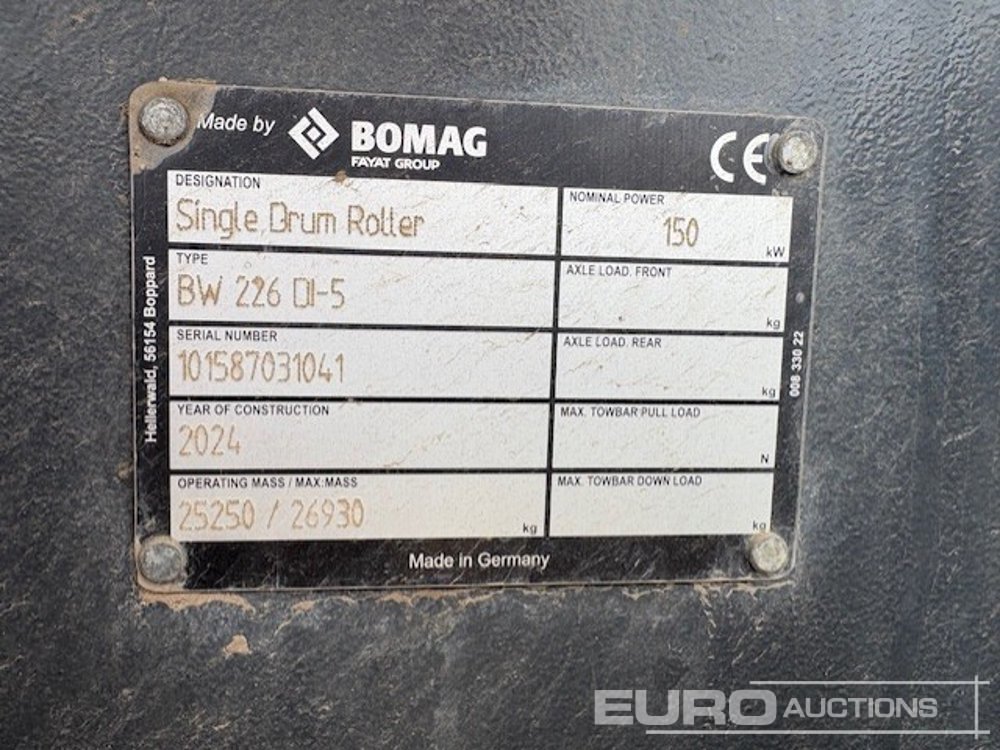 Made by BOMAG
FAYAT GROUP
CE
DESIGNATION
Single Drum Roller
NOMINAL POWER
150 kW
TYPE
BW 226 DI-5
AXLE LOAD. FRONT
kg
SERIAL NUMBER
101587031041
AXLE LOAD. REAR
kg
YEAR OF CONSTRUCTION
2024
MAX. TOWBAR PULL LOAD
N
OPERATING MASS / MAX.MASS
25250 / 26930 kg
MAX. TOWBAR DOWN LOAD
kg
Made in Germany
Hellerwald, 56154 Boppard
008 330 22
EURO AUCTIONS